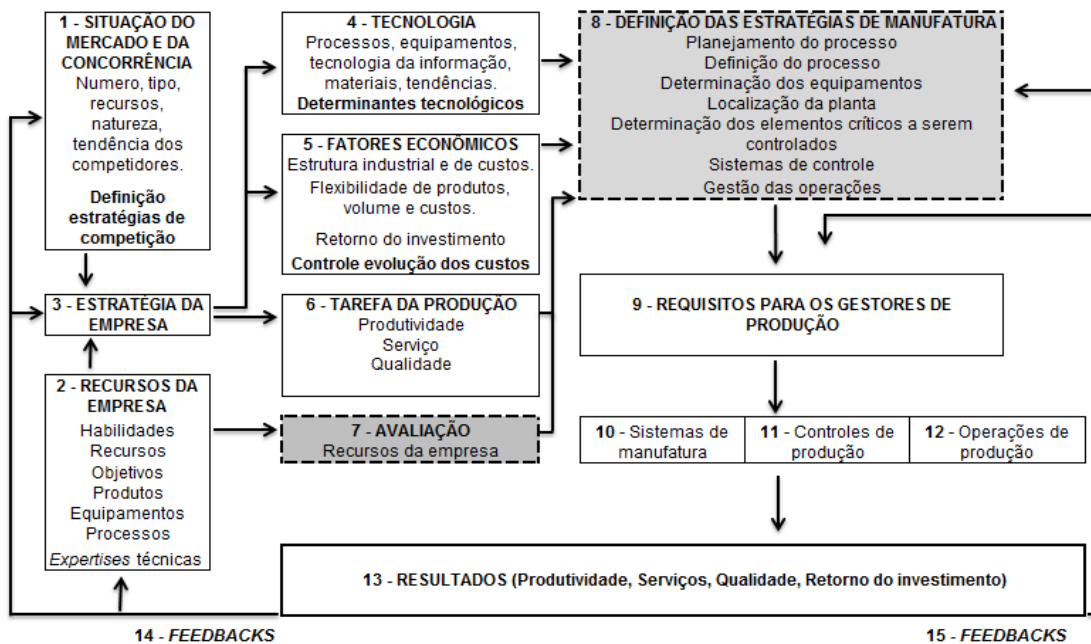 1 - SITUAÇÃO DO
MERCADO E DA
CONCORRÊNCIA
Numero, tipo,
recursos,
natureza,
tendência dos
competidores.
Definição
estratégias de
competição
3 - ESTRATÉGIA DA
EMPRESA
2 - RECURSOS DA
EMPRESA
Habilidades
Recursos
Objetivos
Produtos
Equipamentos
Processos
Expertises técnicas
4 - TECNOLOGIA
Processos, equipamentos,
tecnologia da informação,
materiais, tendências.
Determinantes tecnológicos
5 - FATORES ECONÔMICOS
Estrutura industrial e de custos.
Flexibilidade de produtos,
volume e custos.
Retorno do investimento
Controle evolução dos custos
6 - TAREFA DA PRODUÇÃO
Produtividade
Serviço
Qualidade
7 - AVALIAÇÃO
Recursos da empresa
8 - DEFINIÇÃO DAS ESTRATÉGIAS DE MANUFATURA
Planejamento do processo
Definição do processo
Determinação dos equipamentos
Localização da planta
Determinação dos elementos críticos a serem
controlados
Sistemas de controle
Gestão das operações
9 - REQUISITOS PARA OS GESTORES DE
PRODUÇÃO
10 - Sistemas de
manufatura
11 - Controles de
produção
12 - Operações de
produção
13 - RESULTADOS (Produtividade, Serviços, Qualidade, Retorno do investimento)
14 - FEEDBACKS
15 - FEEDBACKS